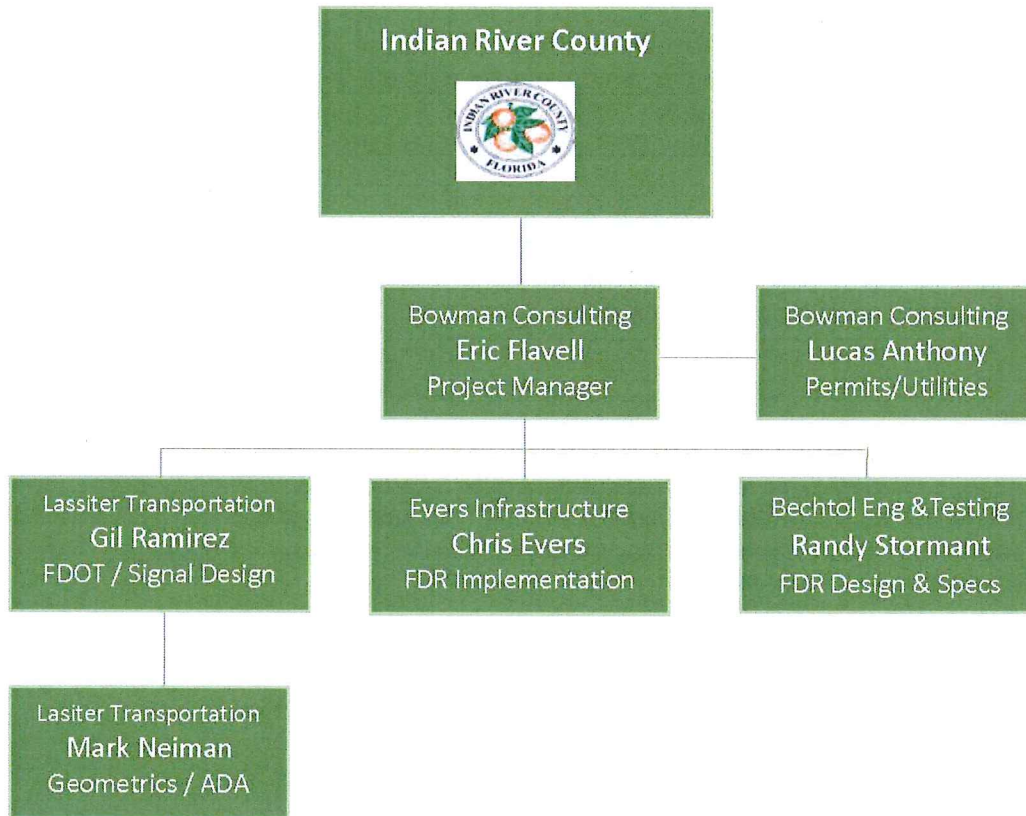 Indian River County
INDIAN RIVER COUNTY
FLORIDA
Bowman Consulting
Eric Flavell
Project Manager
Bowman Consulting
Lucas Anthony
Permits/Utilities
Lassiter Transportation
Gil Ramirez
FDOT / Signal Design
Evers Infrastructure
Chris Evers
FDR Implementation
Bechtol Eng &Testing
Randy Stormant
FDR Design & Specs
Lasiter Transportation
Mark Neiman
Geometrics / ADA